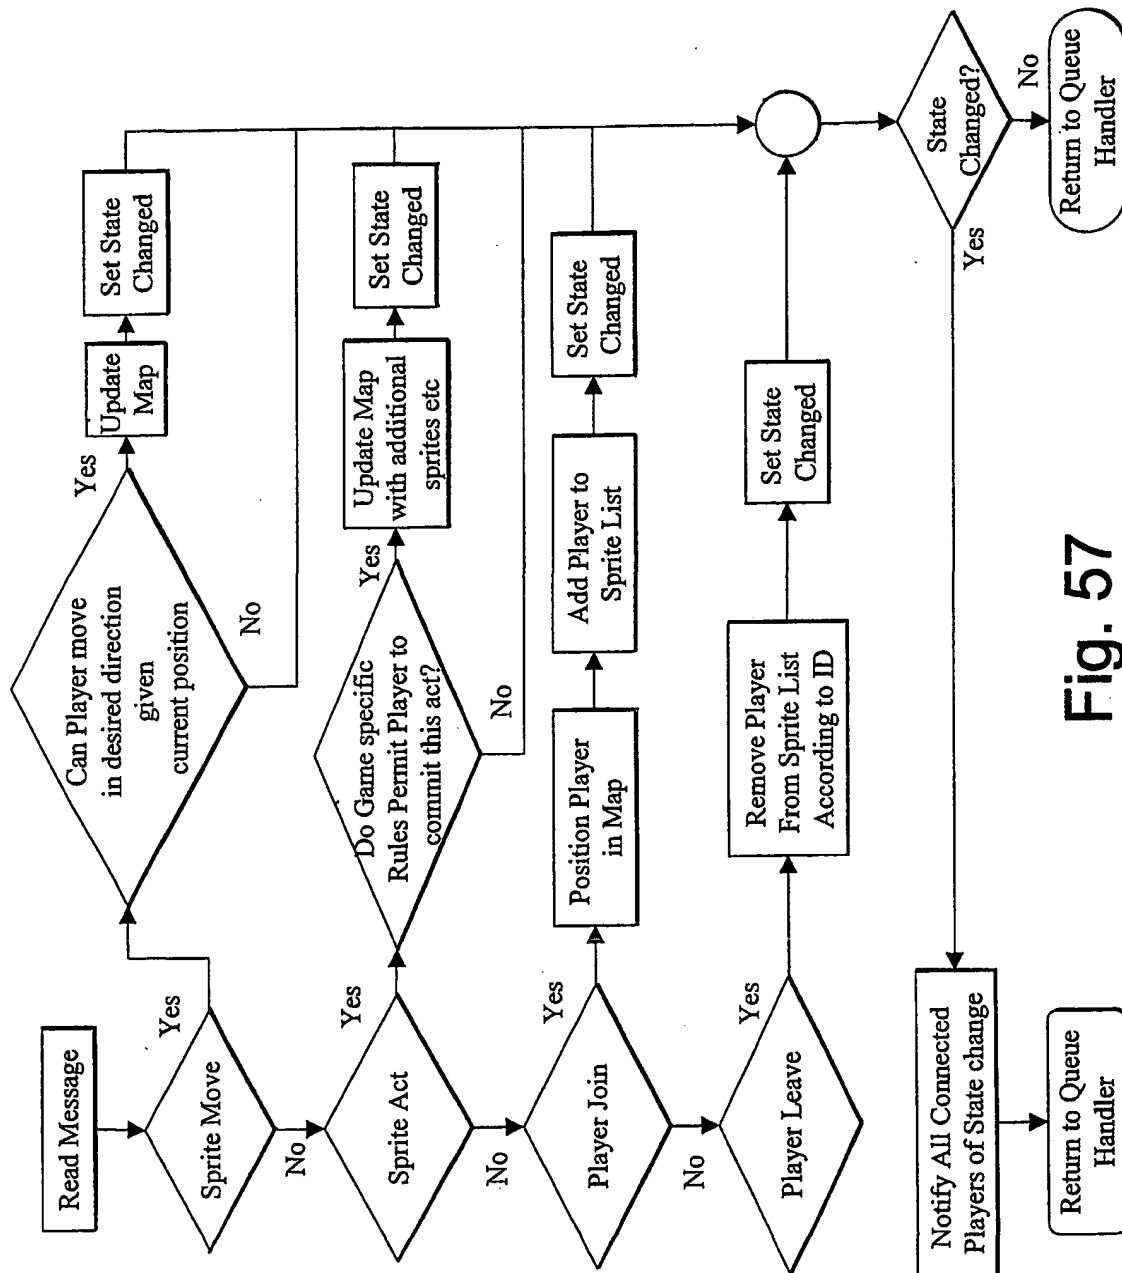 Read Message
Sprite Move
Yes
No
Can Player move
in desired direction
given
current position
Yes
No
Update
Map
Set State
Changed
Sprite Act
Yes
No
Do Game specific
Rules Permit Player to
commit this act?
Yes
No
Update Map
with additional
sprites etc
Set State
Changed
Player Join
Yes
No
Position Player
in Map
Add Player to
Sprite List
Set State
Changed
Player Leave
Yes
Remove Player
From Sprite List
According to ID
Set State
Changed
State
Changed?
Yes
No
Notify All Connected
Players of State change
Return to Queue
Handler
Return to Queue
Handler
Fig. 57